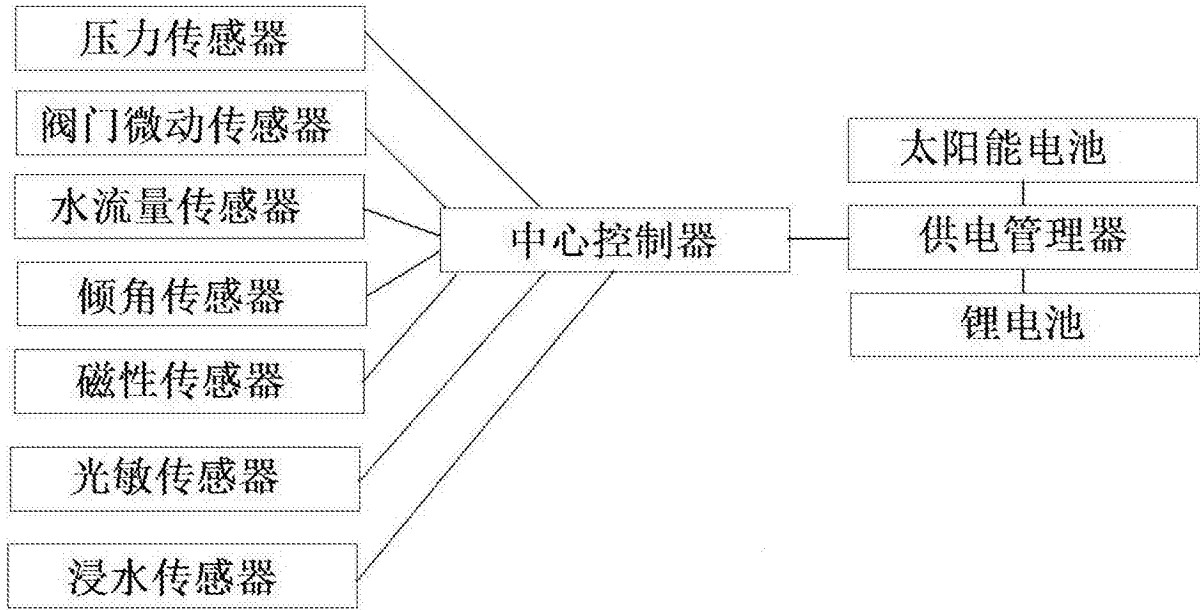 压力传感器
阀门微动传感器
水流量传感器
倾角传感器
磁性传感器
光敏传感器
浸水传感器
中心控制器
太阳能电池
供电管理器
锂电池